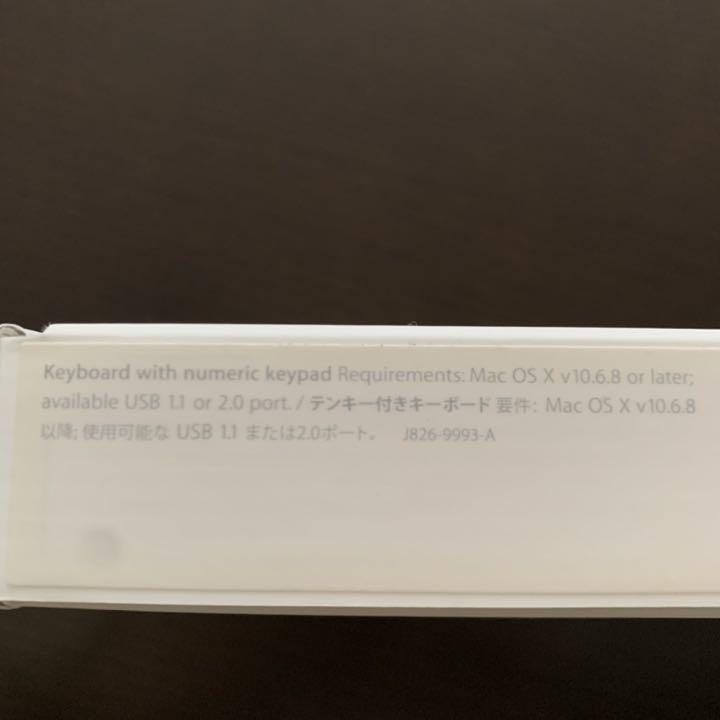 Keyboard with numeric keypad Requirements: Mac OS X v10.6.8 or later;
available USB 1.1 or 2.0 port. / テンキー付きキーボード 要件: Mac OS X v10.6.8
以降; 使用可能な USB 1.1 または2.0ポート。 J826-9993-A